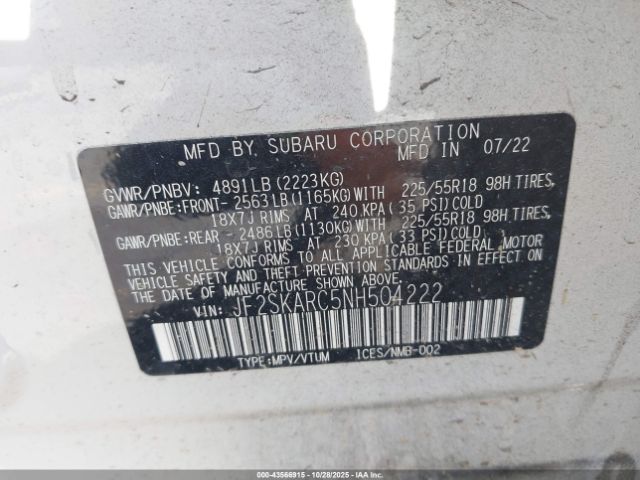 MFD BY SUBARU CORPORATION
MFD IN 07/22
GVWR/PNBV: 4891LB (2223KG)
GAWR/PNBE:FRONT- 2563LB (1165KG)WITH 225/55R18 98H TIRES,
18X7J RIMS AT 240 KPA (35 PSI) COLD
GAWR/PNBE:REAR - 2486LB (1130KG)WITH 225/55R18 98H TIRES,
18X7J RIMS AT 230 KPA (33 PSI) COLD
THIS VEHICLE CONFORMS TO ALL APPLICABLE FEDERAL MOTOR
VEHICLE SAFETY AND THEFT PREVENTION STANDARDS IN EFFECT ON
THE DATE OF MANUFACTURE SHOWN ABOVE.
VIN: JF2SKARC5NH504222
TYPE:MPV/VTUM ICES/NMB-002
000-43566915 | 10/28/2025 | iaai.com